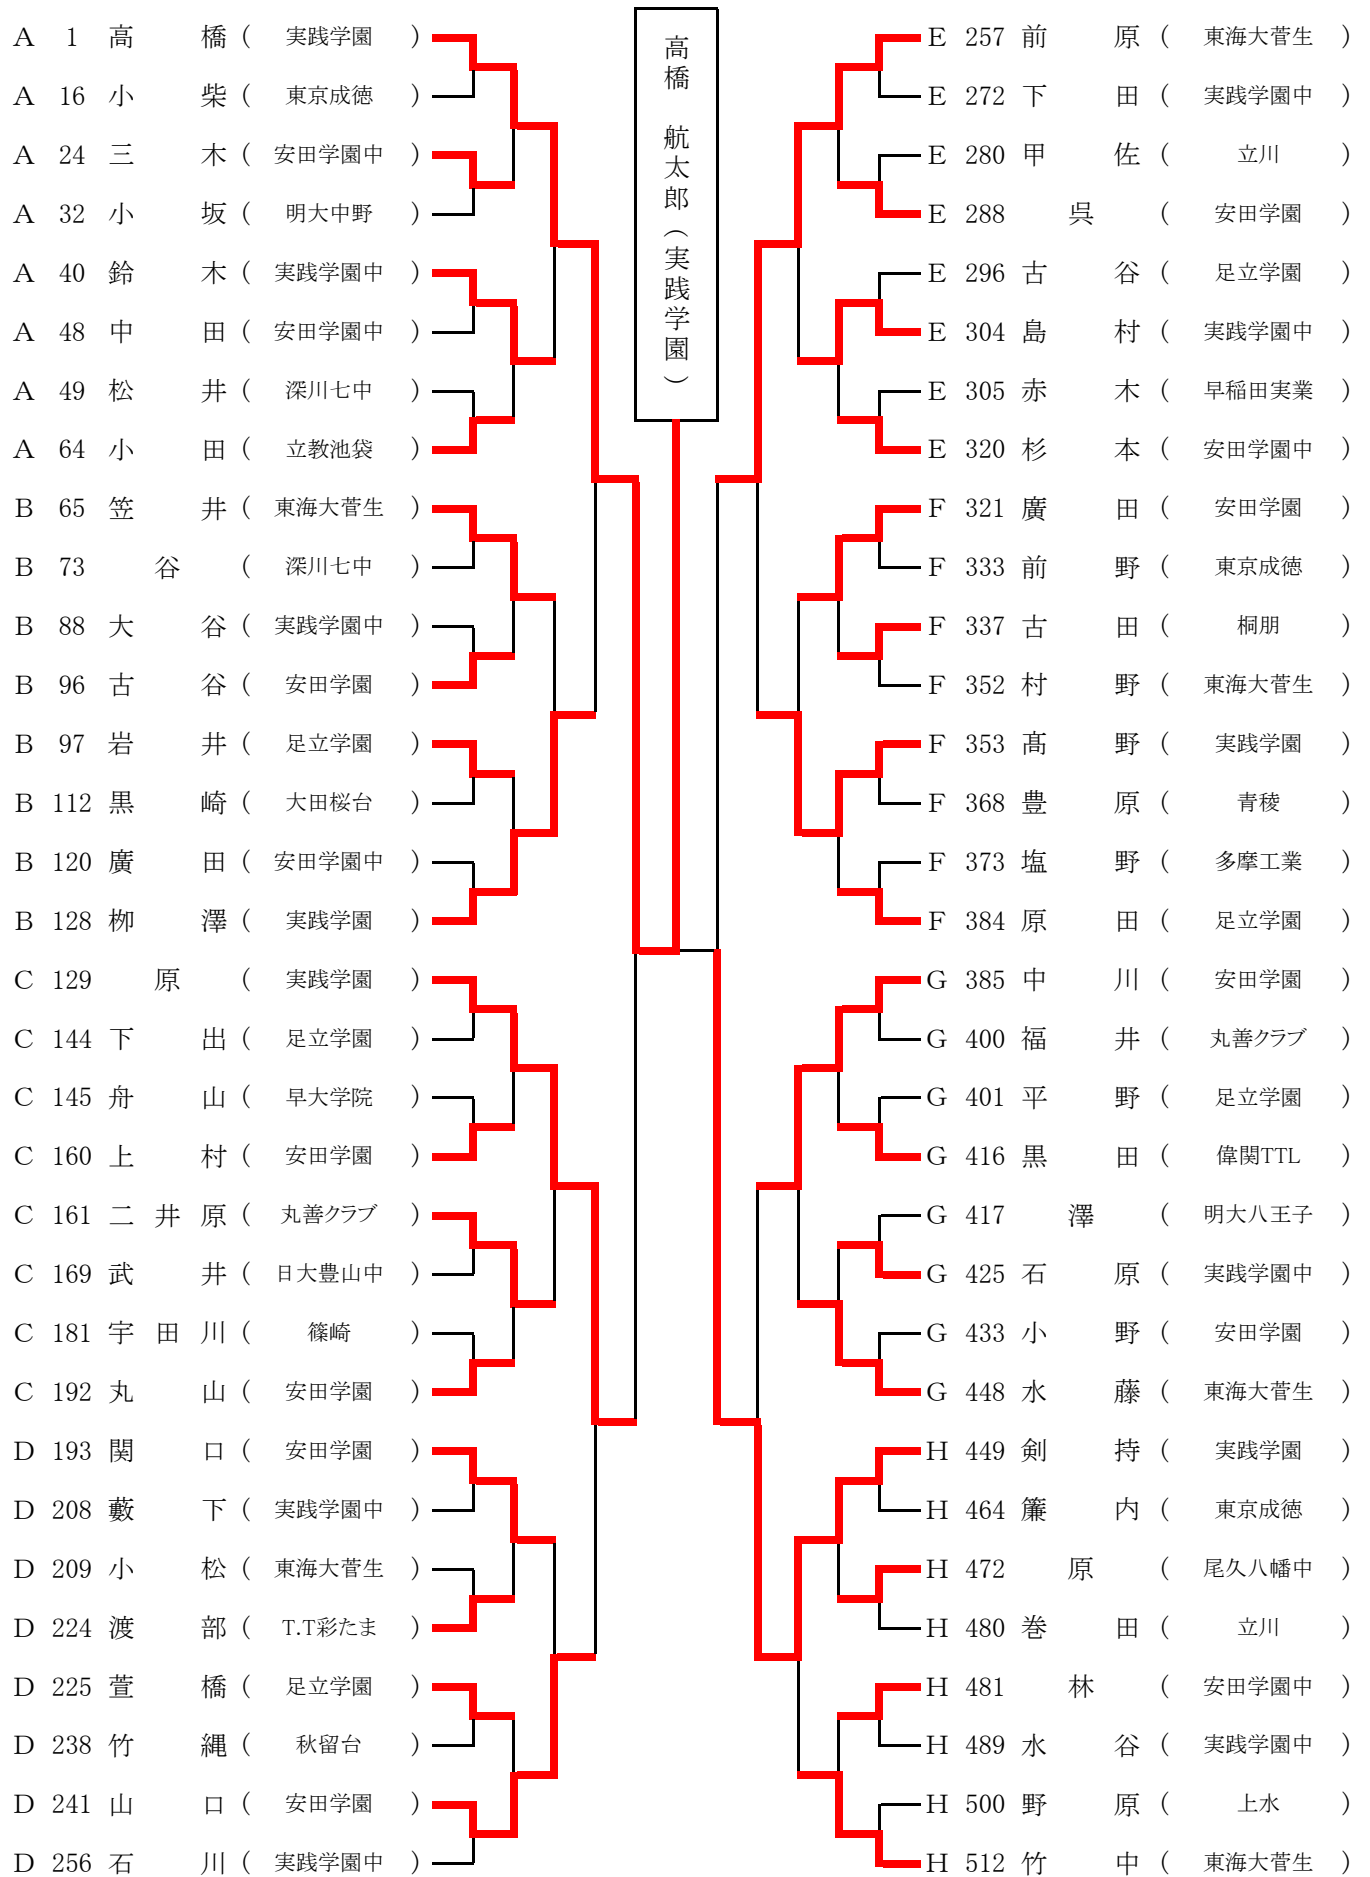 A 1 高橋 ( 実践学園 )
A 16 小柴 ( 東京成徳 )
A 24 三木 ( 安田学園中 )
A 32 小坂 ( 明大中野 )
A 40 鈴木 ( 実践学園中 )
A 48 中田 ( 安田学園中 )
A 49 松井 ( 深川七中 )
A 64 小田 ( 立教池袋 )
B 65 笠井 ( 東海大菅生 )
B 73 谷 ( 深川七中 )
B 88 大谷 ( 実践学園中 )
B 96 古谷 ( 安田学園 )
B 97 岩井 ( 足立学園 )
B 112 黒崎 ( 大田桜台 )
B 120 廣田 ( 安田学園中 )
B 128 栁澤 ( 実践学園 )
C 129 原 ( 実践学園 )
C 144 下出 ( 足立学園 )
C 145 舟山 ( 早大学院 )
C 160 上村 ( 安田学園 )
C 161 二井原 ( 丸善クラブ )
C 169 武井 ( 日大豊山中 )
C 181 宇田川 ( 篠崎 )
C 192 丸山 ( 安田学園 )
D 193 関口 ( 安田学園 )
D 208 藪下 ( 実践学園中 )
D 209 小松 ( 東海大菅生 )
D 224 渡部 ( T.T彩たま )
D 225 萱橋 ( 足立学園 )
D 238 竹縄 ( 秋留台 )
D 241 山口 ( 安田学園 )
D 256 石川 ( 実践学園中 )
高橋 航太郎(実践学園)
E 257 前原 ( 東海大菅生 )
E 272 下田 ( 実践学園中 )
E 280 甲佐 ( 立川 )
E 288 呉 ( 安田学園 )
E 296 古谷 ( 足立学園 )
E 304 島村 ( 実践学園中 )
E 305 赤木 ( 早稲田実業 )
E 320 杉本 ( 安田学園中 )
F 321 廣田 ( 安田学園 )
F 333 前野 ( 東京成徳 )
F 337 古田 ( 桐朋 )
F 352 村野 ( 東海大菅生 )
F 353 髙野 ( 実践学園 )
F 368 豊原 ( 青稜 )
F 373 塩野 ( 多摩工業 )
F 384 原田 ( 足立学園 )
G 385 中川 ( 安田学園 )
G 400 福井 ( 丸善クラブ )
G 401 平野 ( 足立学園 )
G 416 黒田 ( 偉関TTL )
G 417 澤 ( 明大八王子 )
G 425 石原 ( 実践学園中 )
G 433 小野 ( 安田学園 )
G 448 水藤 ( 東海大菅生 )
H 449 剣持 ( 実践学園 )
H 464 簾内 ( 東京成徳 )
H 472 原 ( 尾久八幡中 )
H 480 巻田 ( 立川 )
H 481 林 ( 安田学園中 )
H 489 水谷 ( 実践学園中 )
H 500 野原 ( 上水 )
H 512 竹中 ( 東海大菅生 )